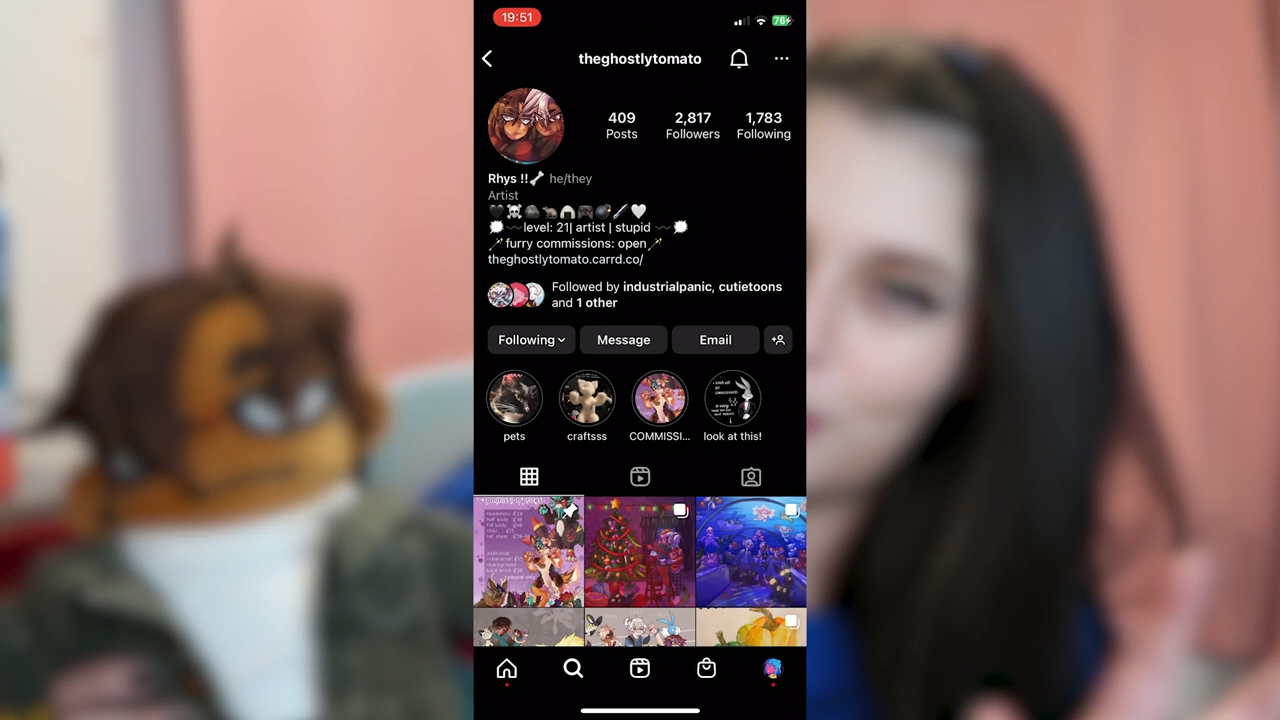 19:51
76
theghostlytomato
409 2,817 1,783
Posts Followers Following
Rhys !!🦴 he/they
Artist
🖤☠️🪨🐀🍙🎮💣🖌️🤍
🗯️〰️level: 21| artist | stupid 〰️🗯️
🪄furry commissions: open🪄
theghostlytomato.carrd.co/
Followed by industrialpanic, cutietoons
and 1 other
Following Message Email
pets craftsss COMMISSI... look at this!